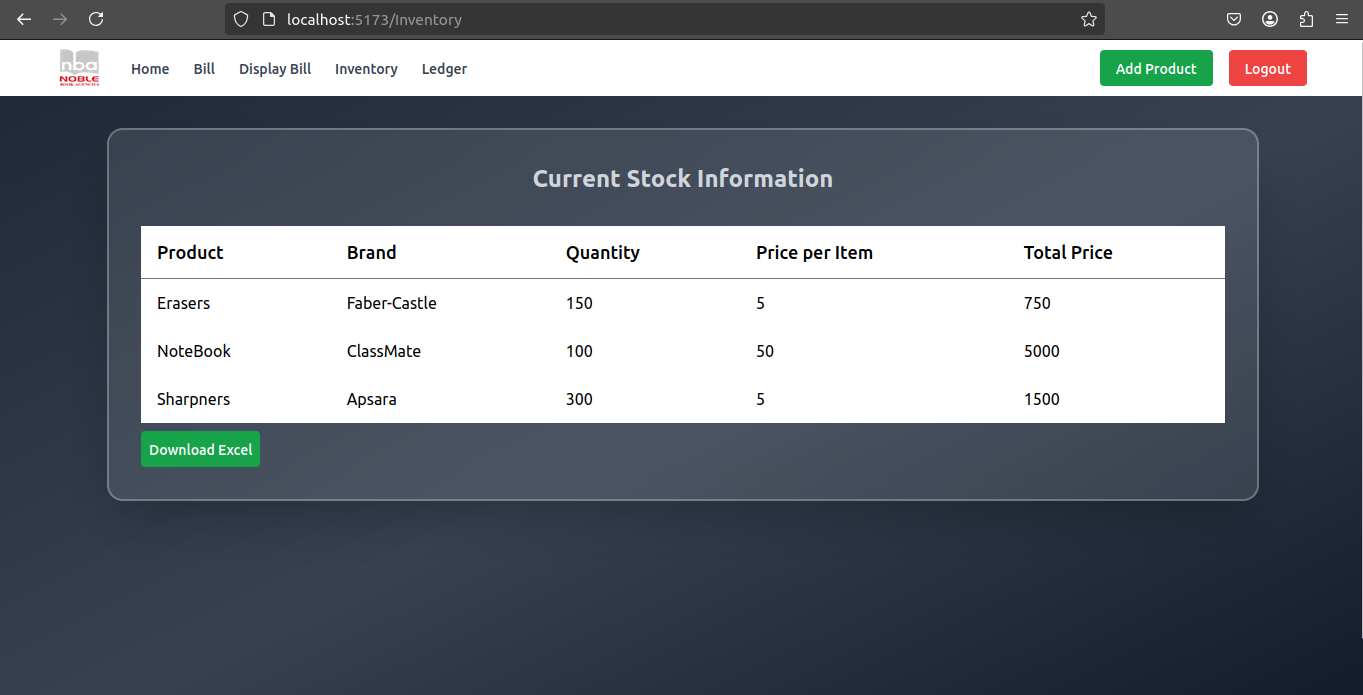 localhost:5173/Inventory
nba
NOBLE
BOOK AGENCIES
Home Bill Display Bill Inventory Ledger Add Product Logout
Current Stock Information
Product Brand Quantity Price per Item Total Price
Erasers Faber-Castle 150 5 750
NoteBook ClassMate 100 50 5000
Sharpners Apsara 300 5 1500
Download Excel